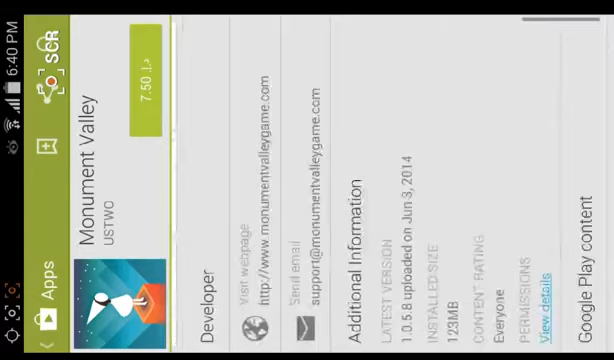 6:40 PM
Apps
SCR
Monument Valley
USTWO
7.50 د.إ.
Developer
Visit webpage
http://www.monumentvalleygame.com
Send email
support@monumentvalleygame.com
Additional Information
LATEST VERSION
1.0.5.8 uploaded on Jun 3, 2014
INSTALLED SIZE
123MB
CONTENT RATING
Everyone
PERMISSIONS
View details
Google Play content